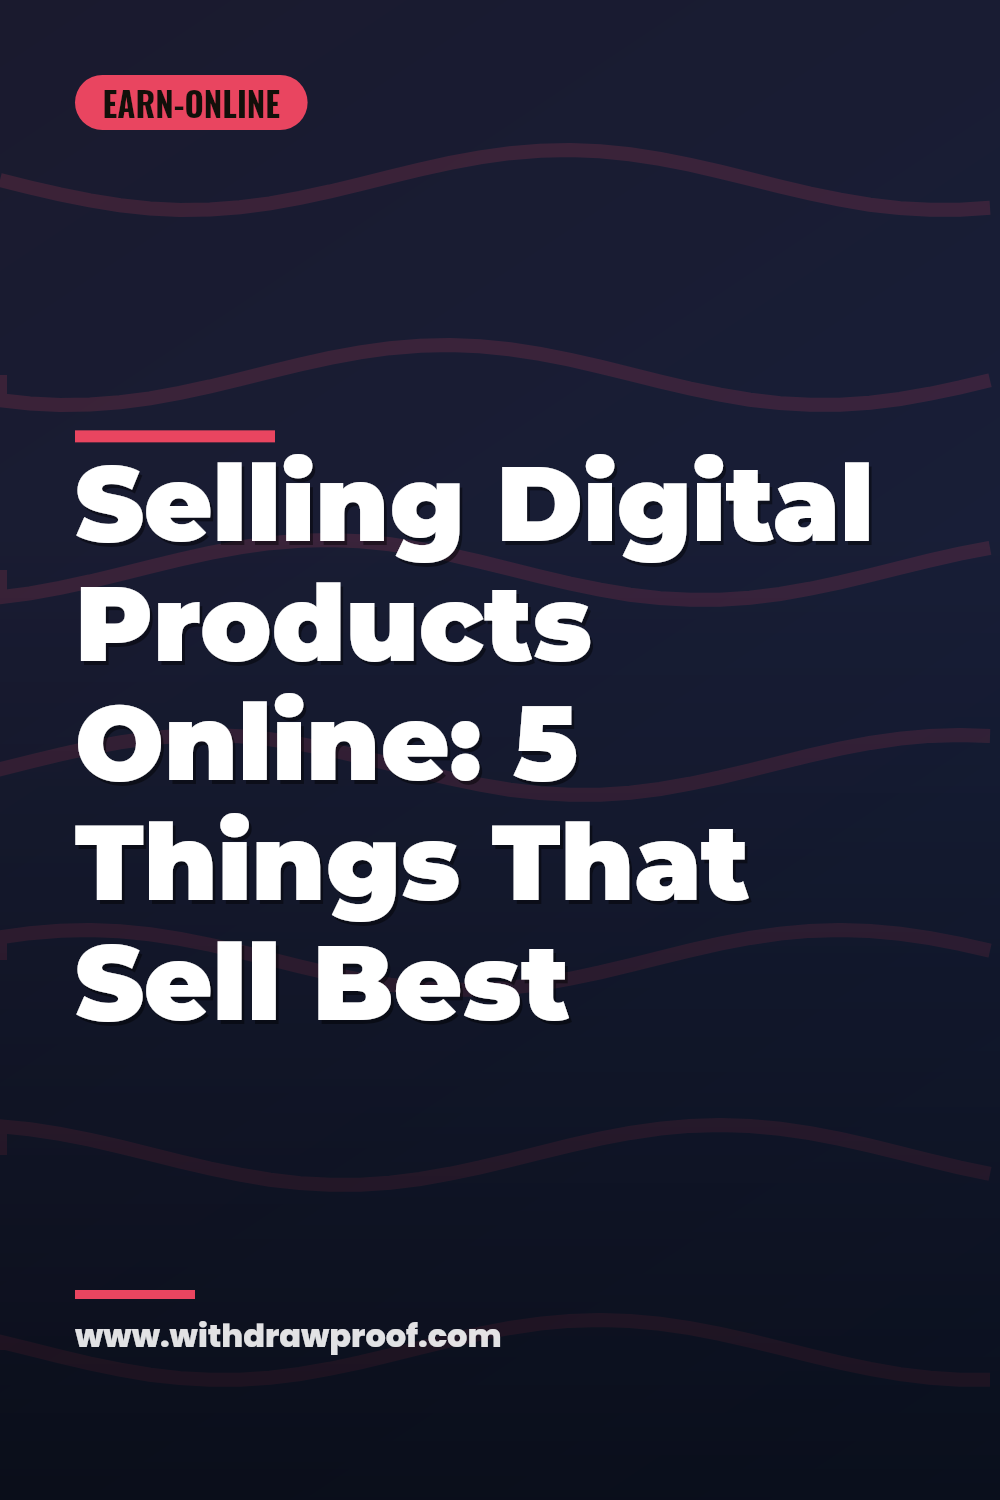 EARN-ONLINE
Selling Digital
Products
Online: 5
Things That
Sell Best
www.withdrawproof.com